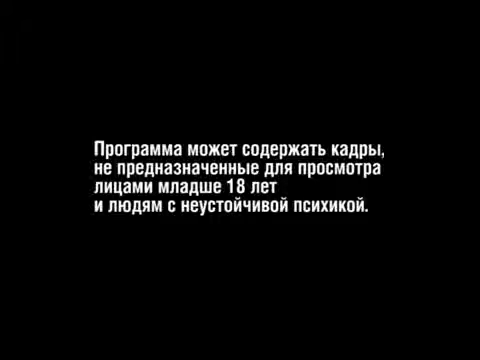 Программа может содержать кадры,
не предназначенные для просмотра
лицами младше 18 лет
и людям с неустойчивой психикой.